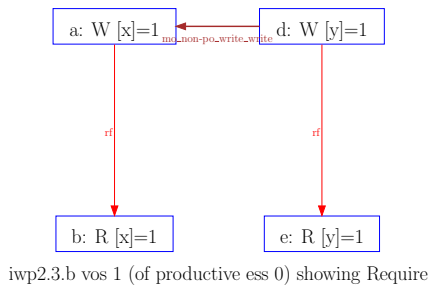 a: W [x]=1
d: W [y]=1
mo_non-po_write_write
rf
rf
b: R [x]=1
e: R [y]=1
iwp2.3.b vos 1 (of productive ess 0) showing Require